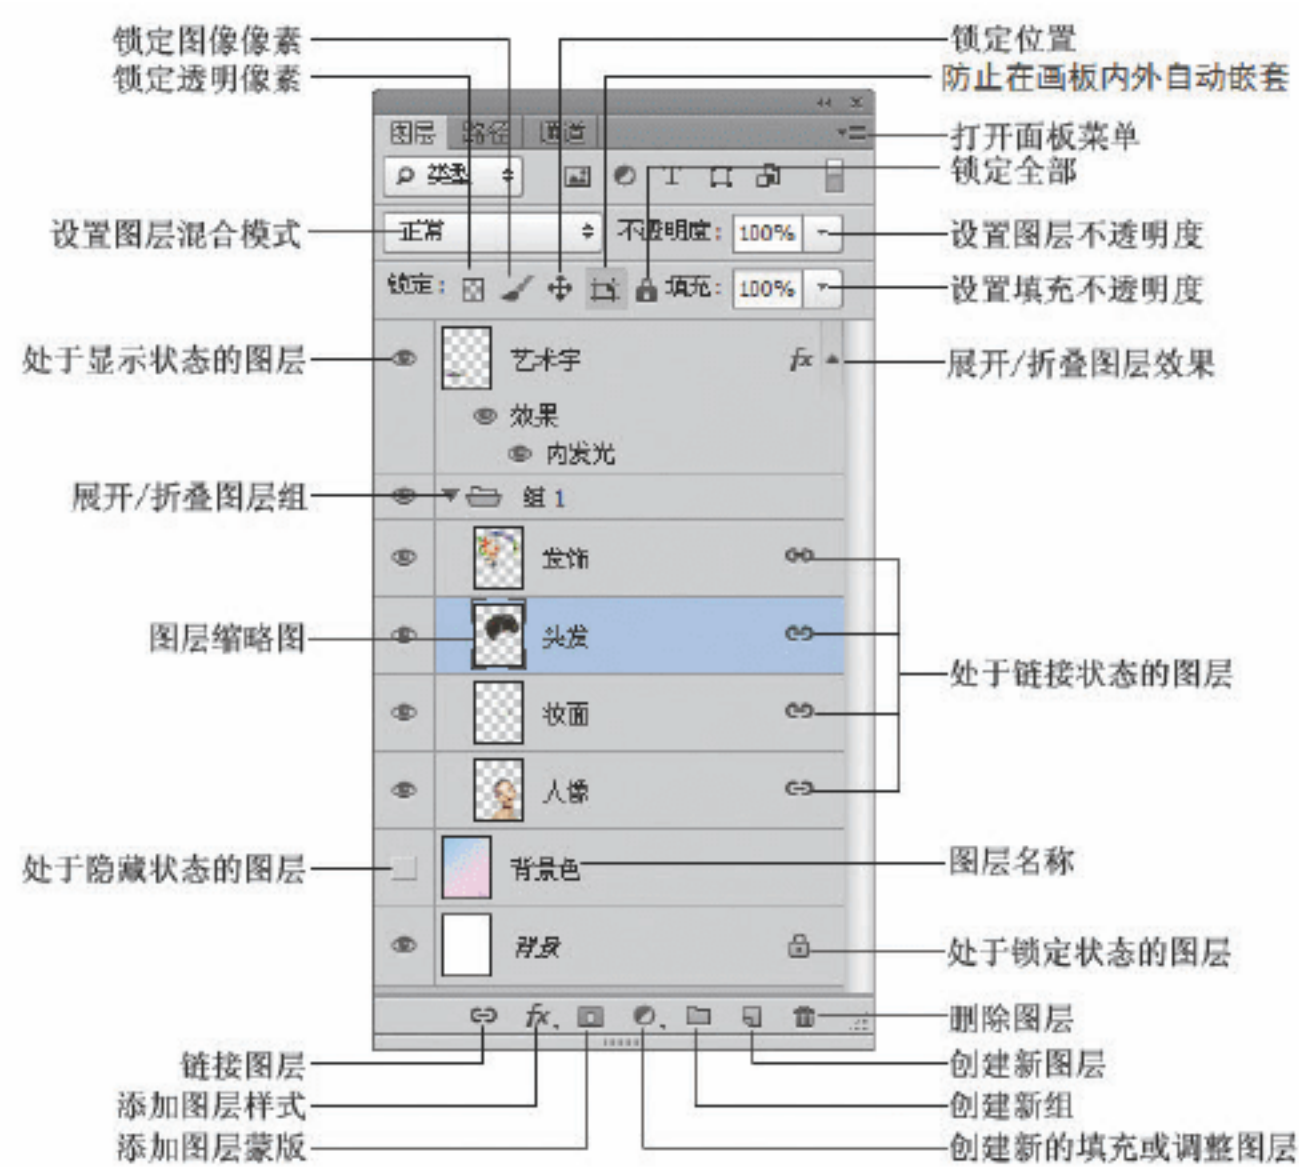 锁定图像像素
锁定位置
锁定透明像素
防止在画板内外自动嵌套
图层 路径 通道
打开面板菜单
类型
T
锁定全部
设置图层混合模式
正常
不透明度: 100%
设置图层不透明度
锁定:
填充: 100%
设置填充不透明度
处于显示状态的图层
艺术字
fx
展开/折叠图层效果
效果
内发光
展开/折叠图层组
组 1
发饰
图层缩略图
头发
处于链接状态的图层
妆面
人像
处于隐藏状态的图层
背景色
图层名称
背景
处于锁定状态的图层
fx.
删除图层
链接图层
创建新图层
添加图层样式
创建新组
添加图层蒙版
创建新的填充或调整图层